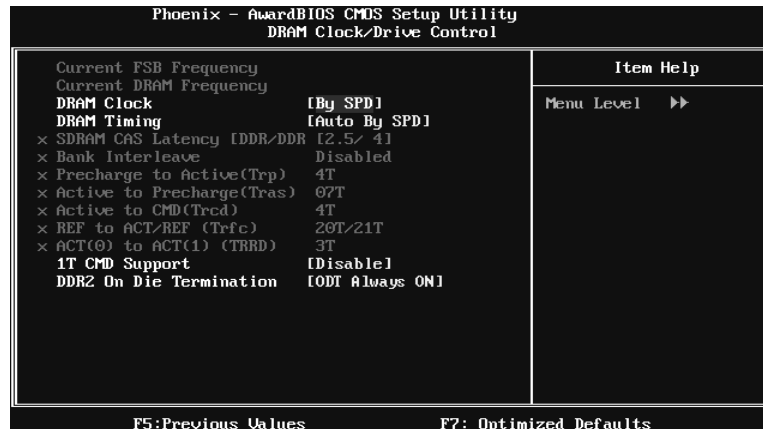 Phoenix - AwardBIOS CMOS Setup Utility
DRAM Clock/Drive Control
Current FSB Frequency
Current DRAM Frequency
DRAM Clock [By SPD]
DRAM Timing [Auto By SPD]
x SDRAM CAS Latency [DDR/DDR [2.5/ 4]
x Bank Interleave Disabled
x Precharge to Active(Trp) 4T
x Active to Precharge(Tras) 07T
x Active to CMD(Trcd) 4T
x REF to ACT/REF (Trfc) 20T/21T
x ACT(0) to ACT(1) (TRRD) 3T
1T CMD Support [Disable]
DDR2 On Die Termination [ODT Always ON]
Item Help
Menu Level ▶▶
F5:Previous Values F7: Optimized Defaults